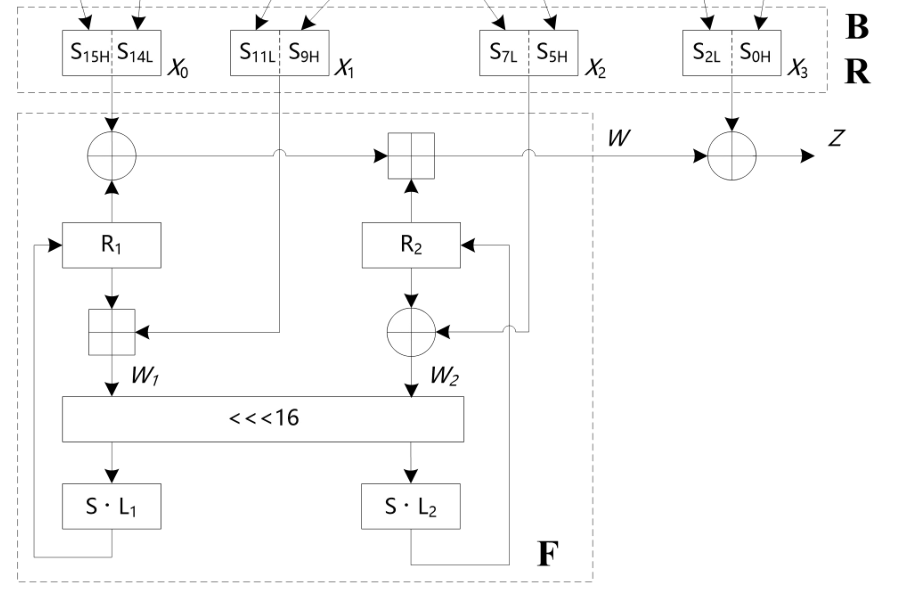 S15H S14L X0 S11L S9H X1 S7L S5H X2 S2L S0H X3 B
R
W Z
R1 R2
W1 W2
<<<16
S · L1 S · L2
F